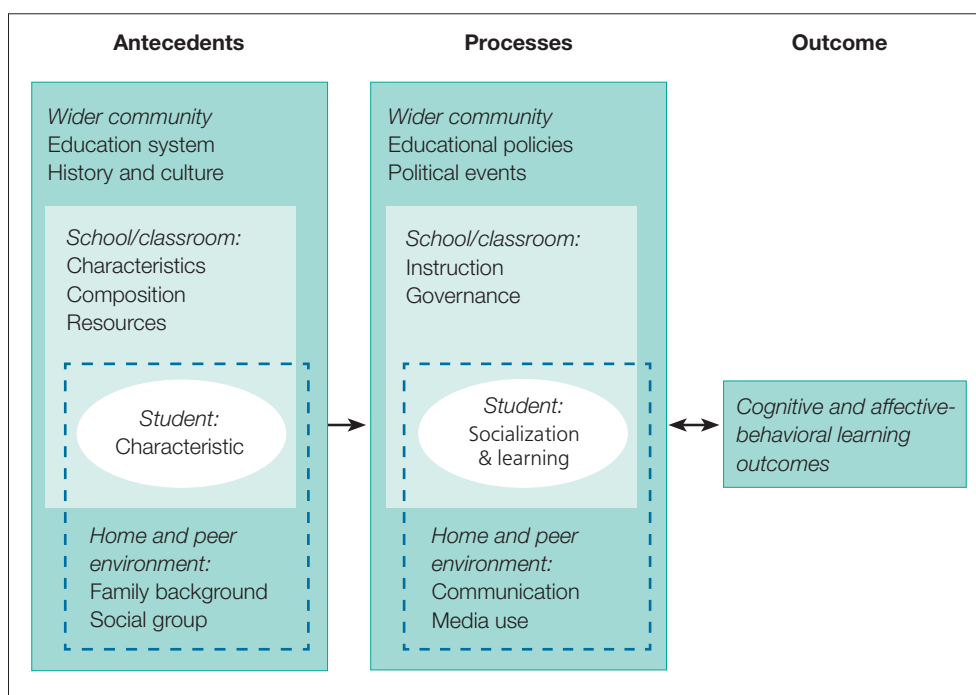 Antecedents
Processes
Outcome
Wider community
Education system
History and culture
School/classroom:
Characteristics
Composition
Resources
Student:
Characteristic
Home and peer
environment:
Family background
Social group
Wider community
Educational policies
Political events
School/classroom:
Instruction
Governance
Student:
Socialization
& learning
Home and peer
environment:
Communication
Media use
Cognitive and affective-
behavioral learning
outcomes